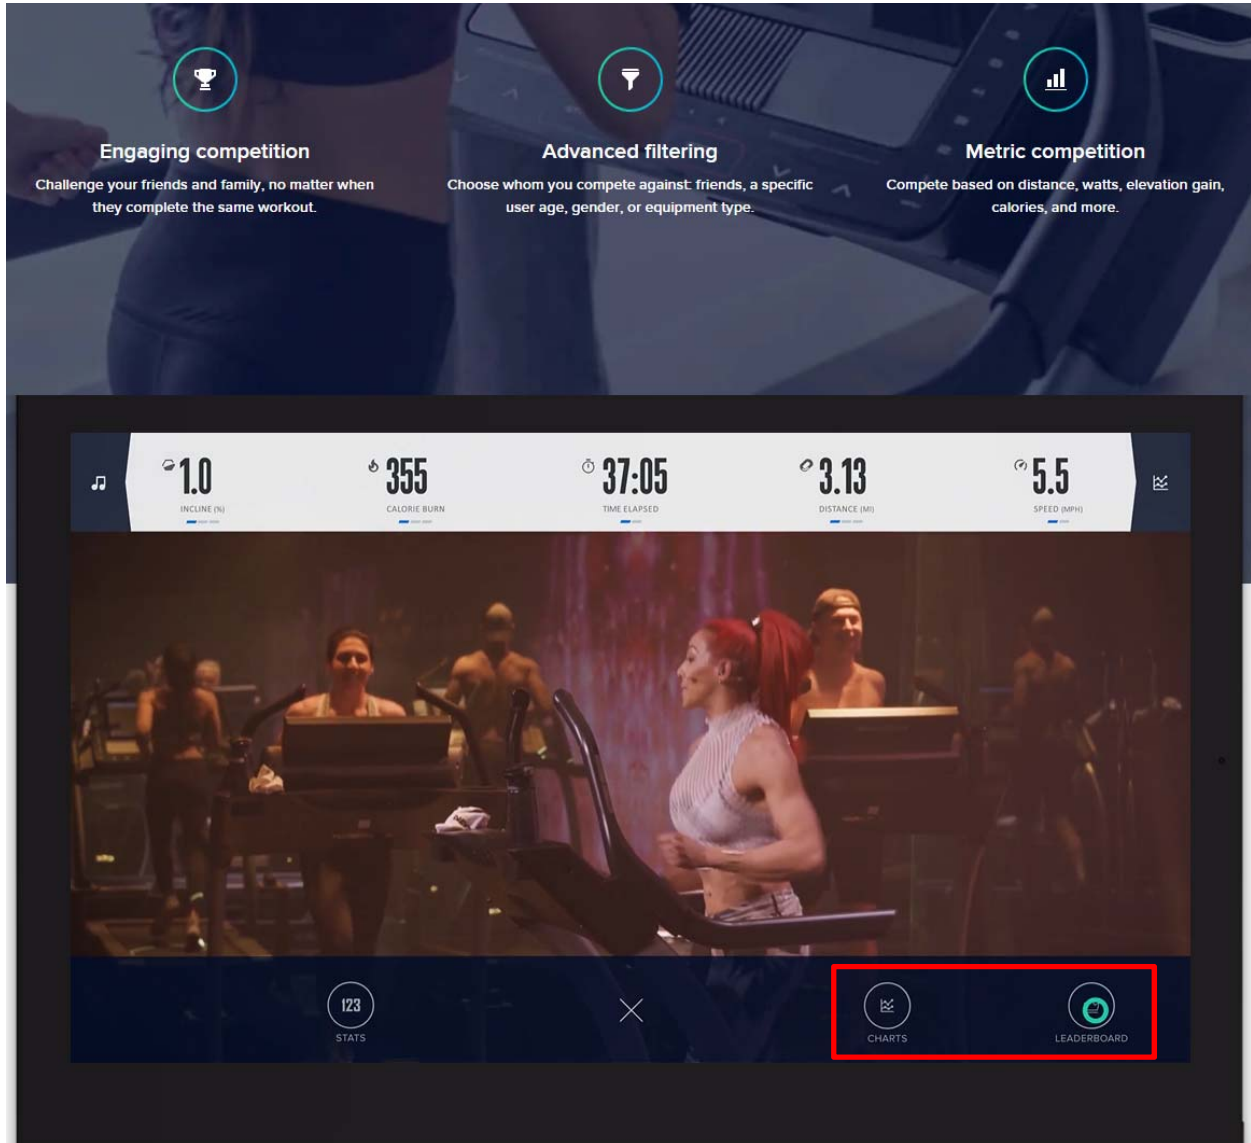 Engaging competition
Challenge your friends and family, no matter when
they complete the same workout.
Advanced filtering
Choose whom you compete against: friends, a specific
user age, gender, or equipment type.
Metric competition
Compete based on distance, watts, elevation gain,
calories, and more.
1.0
INCLINE (%)
355
CALORIE BURN
37:05
TIME ELAPSED
3.13
DISTANCE (MI)
5.5
SPEED (MPH)
123
STATS
CHARTS
LEADERBOARD